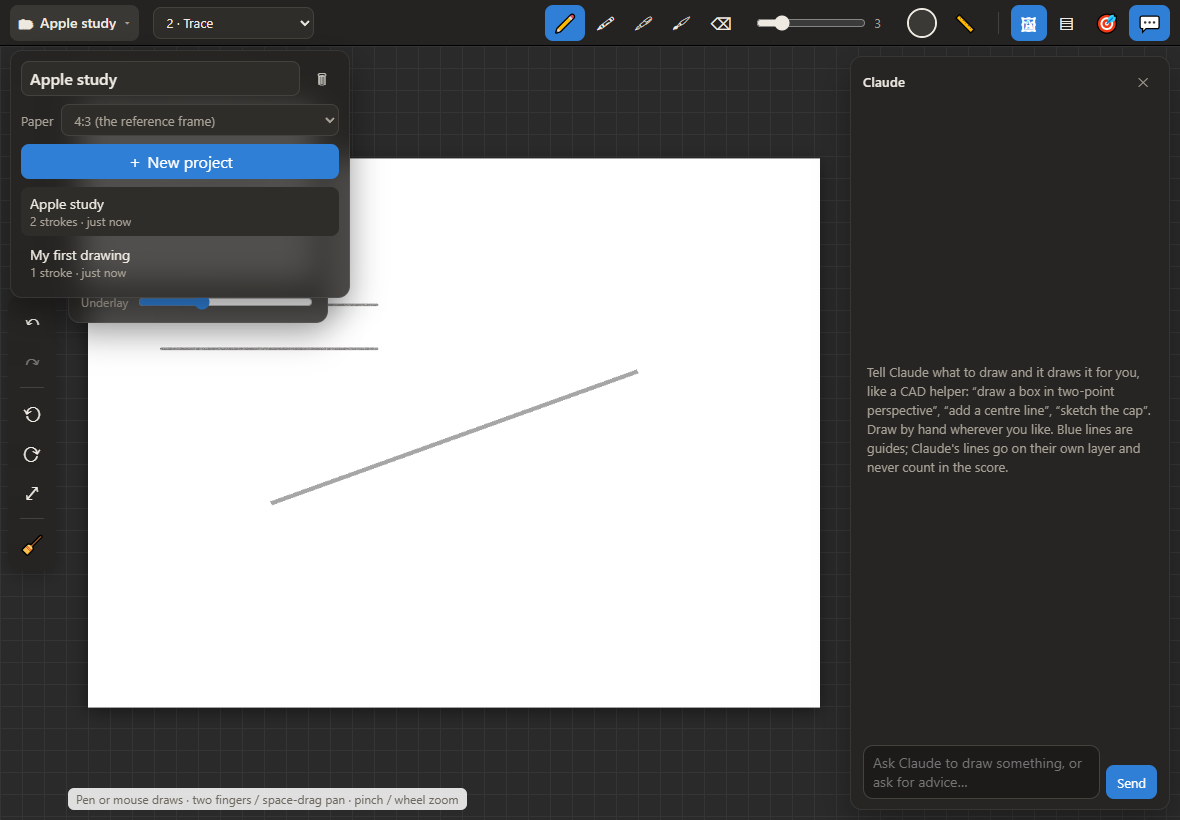 Apple study
2 · Trace
3
Apple study
Paper
4:3 (the reference frame)
+ New project
Apple study
2 strokes · just now
My first drawing
1 stroke · just now
Underlay
Claude
Tell Claude what to draw and it draws it for you,
like a CAD helper: “draw a box in two-point
perspective”, “add a centre line”, “sketch the cap”.
Draw by hand wherever you like. Blue lines are
guides; Claude's lines go on their own layer and
never count in the score.
Ask Claude to draw something, or
ask for advice...
Send
Pen or mouse draws · two fingers / space-drag pan · pinch / wheel zoom